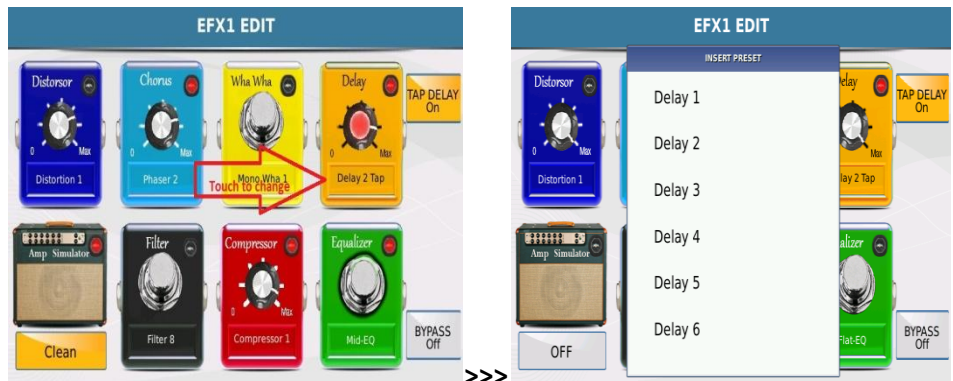 EFX1 EDIT
Distorsor
Chorus
Wha Wha
Delay
TAP DELAY
On
0 Max
0 Max
0 Max
Touch to change
Distortion 1
Phaser 2
Mono Wha 1
Delay 2 Tap
Amp Simulator
Filter
Compressor
Equalizer
0 Max
Clean
Filter 8
Compressor 1
Mid-EQ
BYPASS
Off
>>>
EFX1 EDIT
INSERT PRESET
Distorsor
Delay 1
elay
TAP DELAY
On
Delay 2
0 Max
Max
Delay 3
Distortion 1
lay 2 Tap
Delay 4
Amp Simulator
alizer
Delay 5
Delay 6
OFF
Flat-EQ
BYPASS
Off